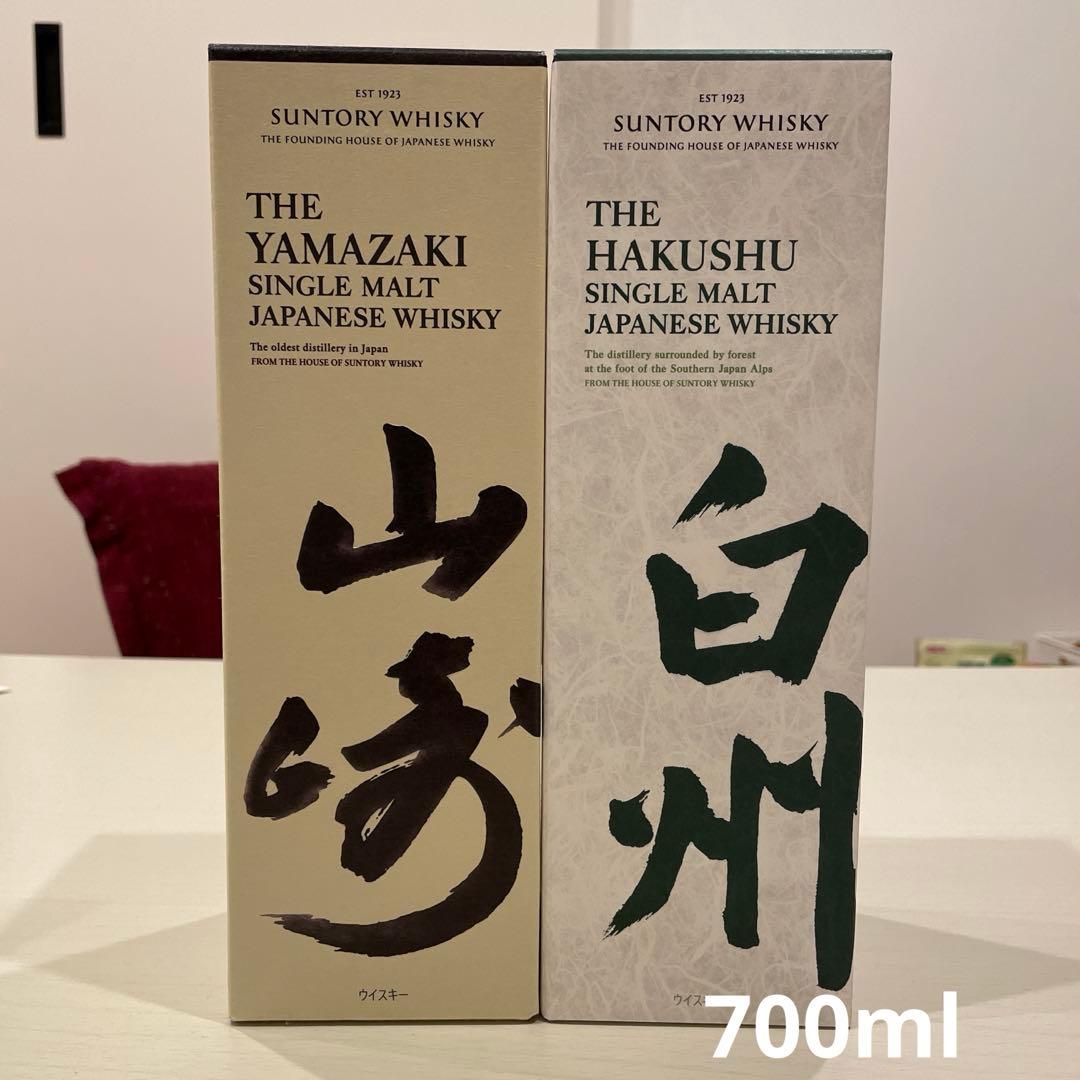 EST 1923
SUNTORY WHISKY
THE FOUNDING HOUSE OF JAPANESE WHISKY
THE
YAMAZAKI
SINGLE MALT
JAPANESE WHISKY
The oldest distillery in Japan
FROM THE HOUSE OF SUNTORY WHISKY
山崎
ウイスキー
EST 1923
SUNTORY WHISKY
THE FOUNDING HOUSE OF JAPANESE WHISKY
THE
HAKUSHU
SINGLE MALT
JAPANESE WHISKY
The distillery surrounded by forest
at the foot of the Southern Japan Alps
FROM THE HOUSE OF SUNTORY WHISKY
白州
ウイス
700ml